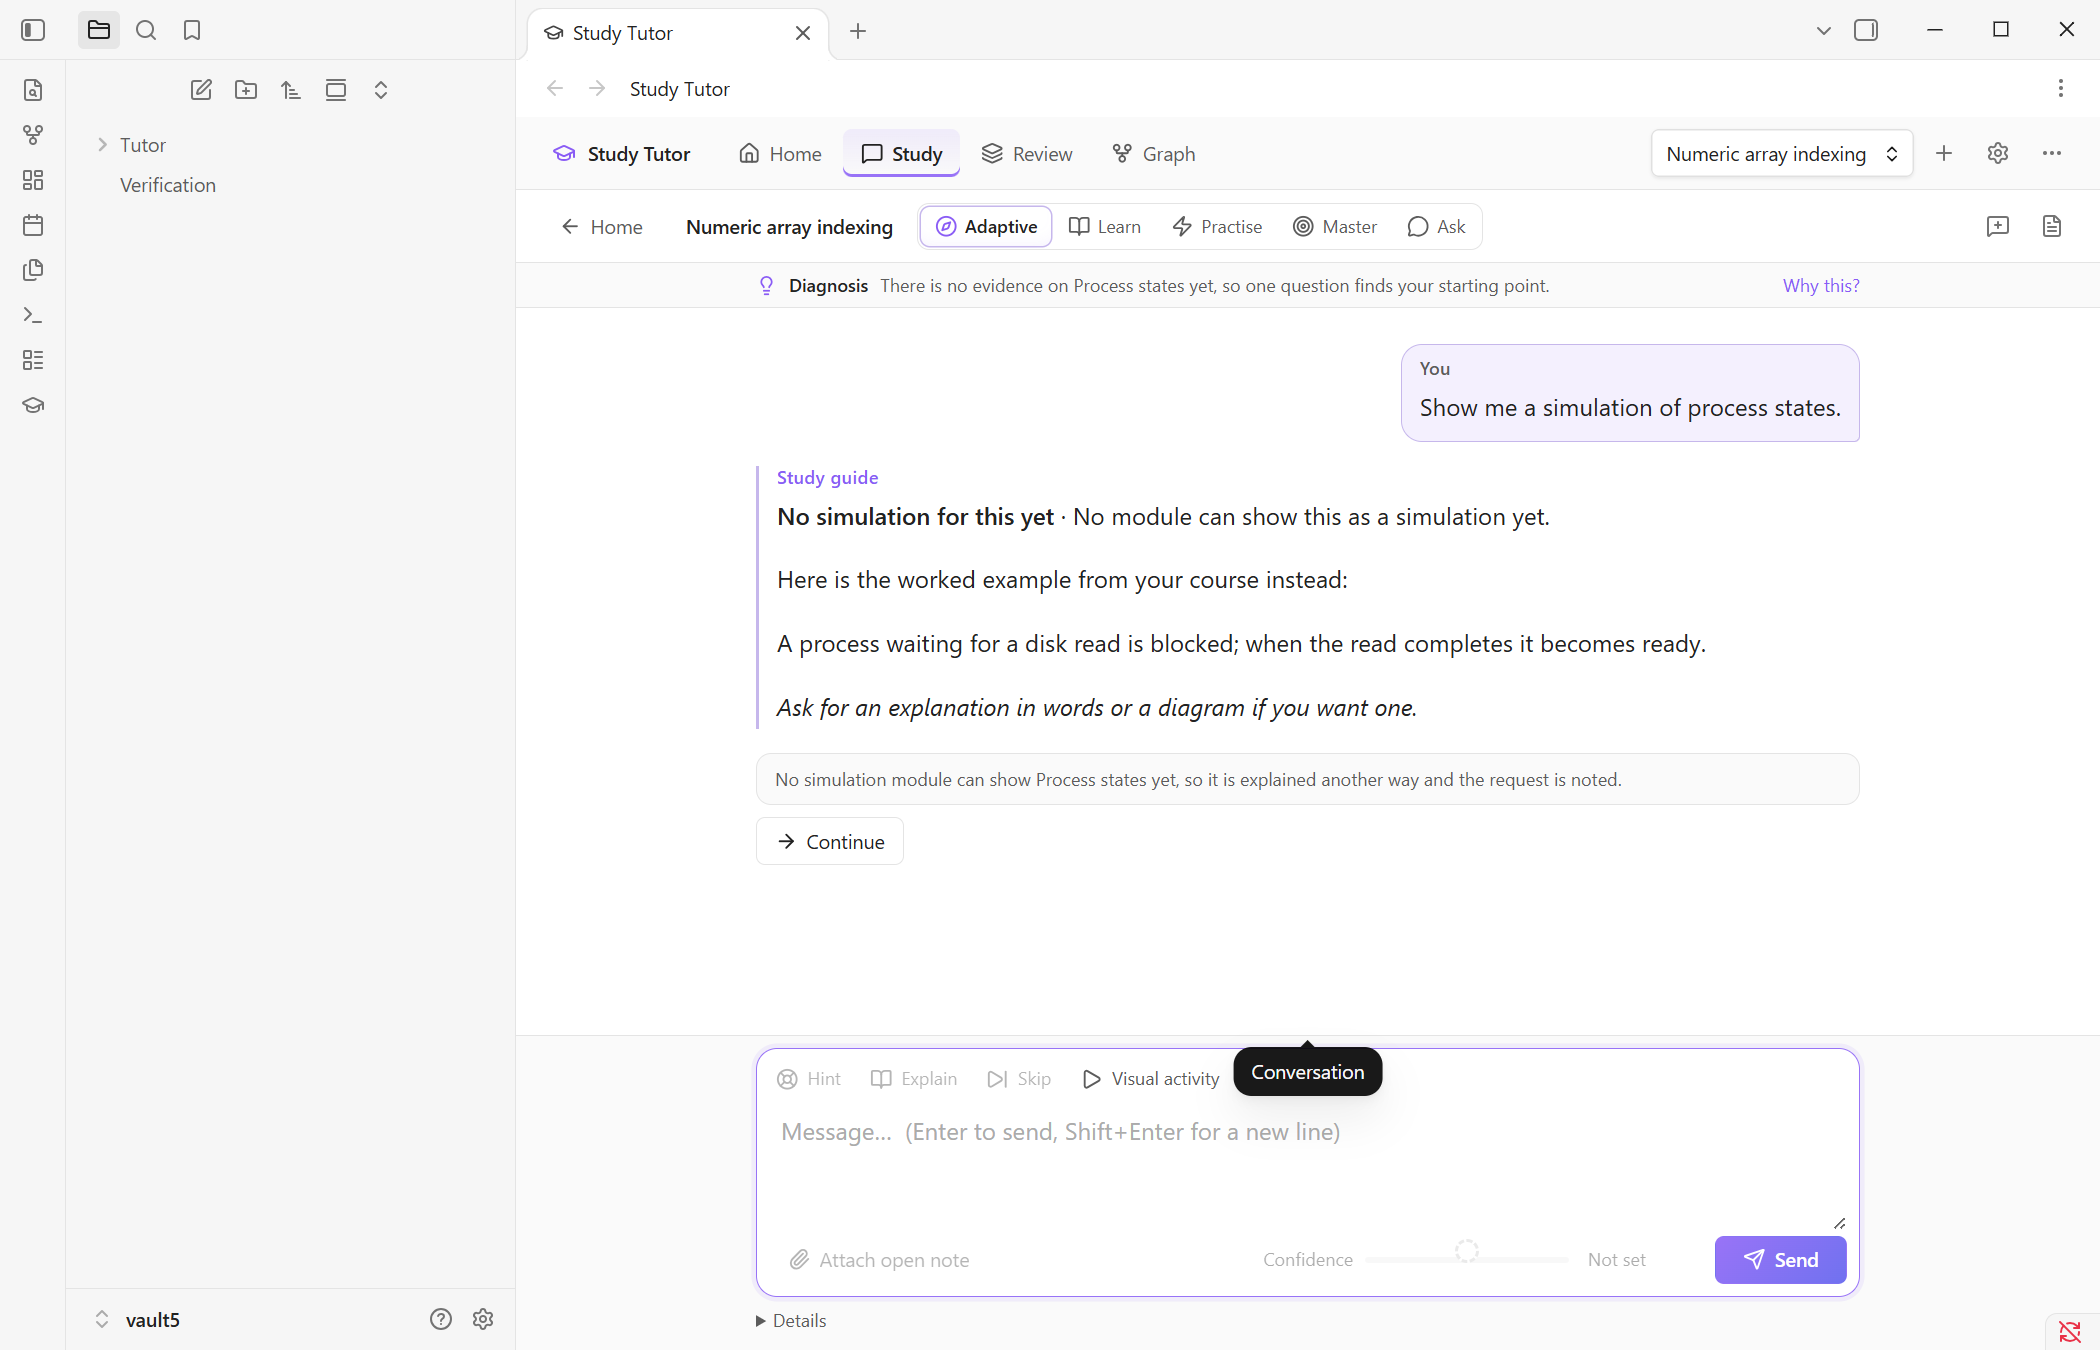 Study Tutor
Study Tutor
Tutor
Verification
Study Tutor
Home
Study
Review
Graph
Numeric array indexing
Home
Numeric array indexing
Adaptive
Learn
Practise
Master
Ask
Diagnosis There is no evidence on Process states yet, so one question finds your starting point.
Why this?
You
Show me a simulation of process states.
Study guide
No simulation for this yet · No module can show this as a simulation yet.
Here is the worked example from your course instead:
A process waiting for a disk read is blocked; when the read completes it becomes ready.
Ask for an explanation in words or a diagram if you want one.
No simulation module can show Process states yet, so it is explained another way and the request is noted.
Continue
Hint
Explain
Skip
Visual activity
Conversation
Message... (Enter to send, Shift+Enter for a new line)
Attach open note
Confidence
Not set
Send
Details
vault5